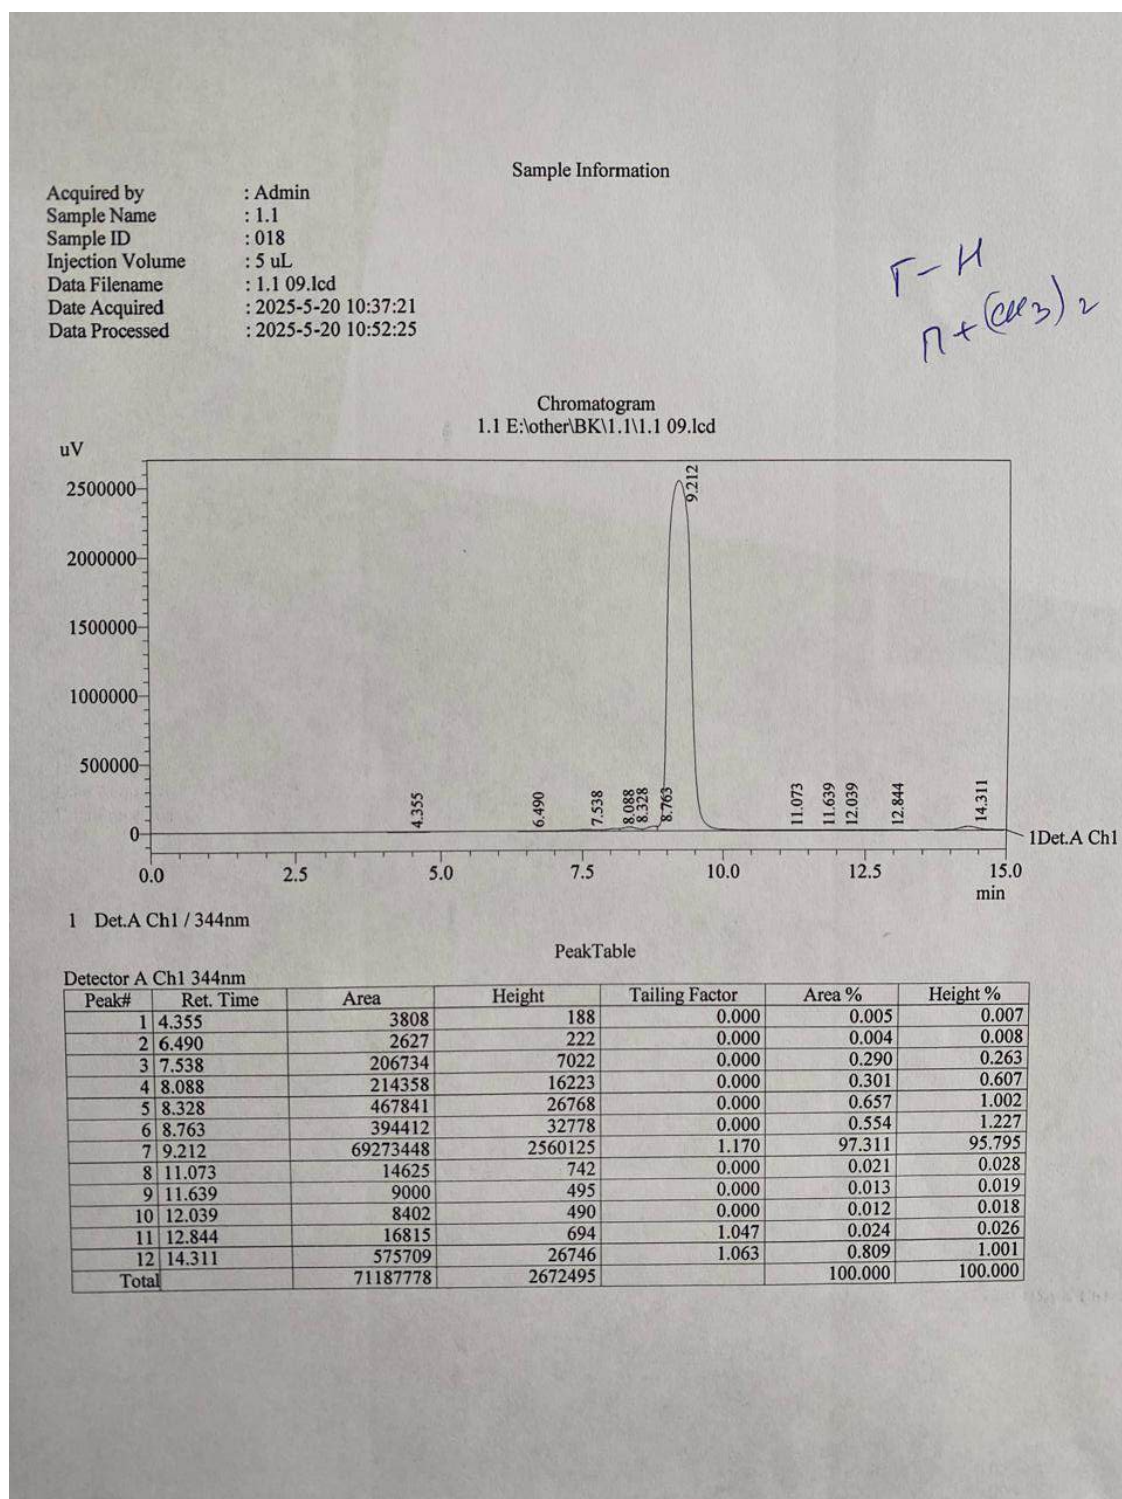 Sample Information
Acquired by : Admin
Sample Name : 1.1
Sample ID : 018
Injection Volume : 5 uL
Data Filename : 1.1 09.lcd
Date Acquired : 2025-5-20 10:37:21
Data Processed : 2025-5-20 10:52:25
Г-Н
П+(СН3)2
Chromatogram
1.1 E:\other\BK\1.1\1.1 09.lcd
uV
2500000
2000000
1500000
1000000
500000
0
4.355
6.490
7.538
8.088
8.328
8.763
9.212
11.073
11.639
12.039
12.844
14.311
1Det.A Ch1
0.0 2.5 5.0 7.5 10.0 12.5 15.0
min
1 Det.A Ch1 / 344nm
PeakTable
Detector A Ch1 344nm
Peak# Ret. Time Area Height Tailing Factor Area % Height %
1 4.355 3808 188 0.000 0.005 0.007
2 6.490 2627 222 0.000 0.004 0.008
3 7.538 206734 7022 0.000 0.290 0.263
4 8.088 214358 16223 0.000 0.301 0.607
5 8.328 467841 26768 0.000 0.657 1.002
6 8.763 394412 32778 0.000 0.554 1.227
7 9.212 69273448 2560125 1.170 97.311 95.795
8 11.073 14625 742 0.000 0.021 0.028
9 11.639 9000 495 0.000 0.013 0.019
10 12.039 8402 490 0.000 0.012 0.018
11 12.844 16815 694 1.047 0.024 0.026
12 14.311 575709 26746 1.063 0.809 1.001
Total 71187778 2672495 100.000 100.000